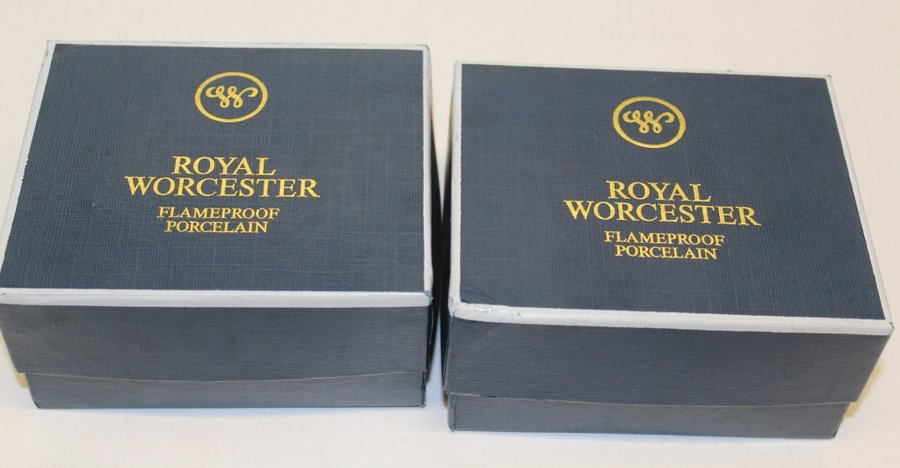 ROYAL
WORCESTER
FLAMEPROOF
PORCELAIN
ROYAL
WORCESTER
FLAMEPROOF
PORCELAIN